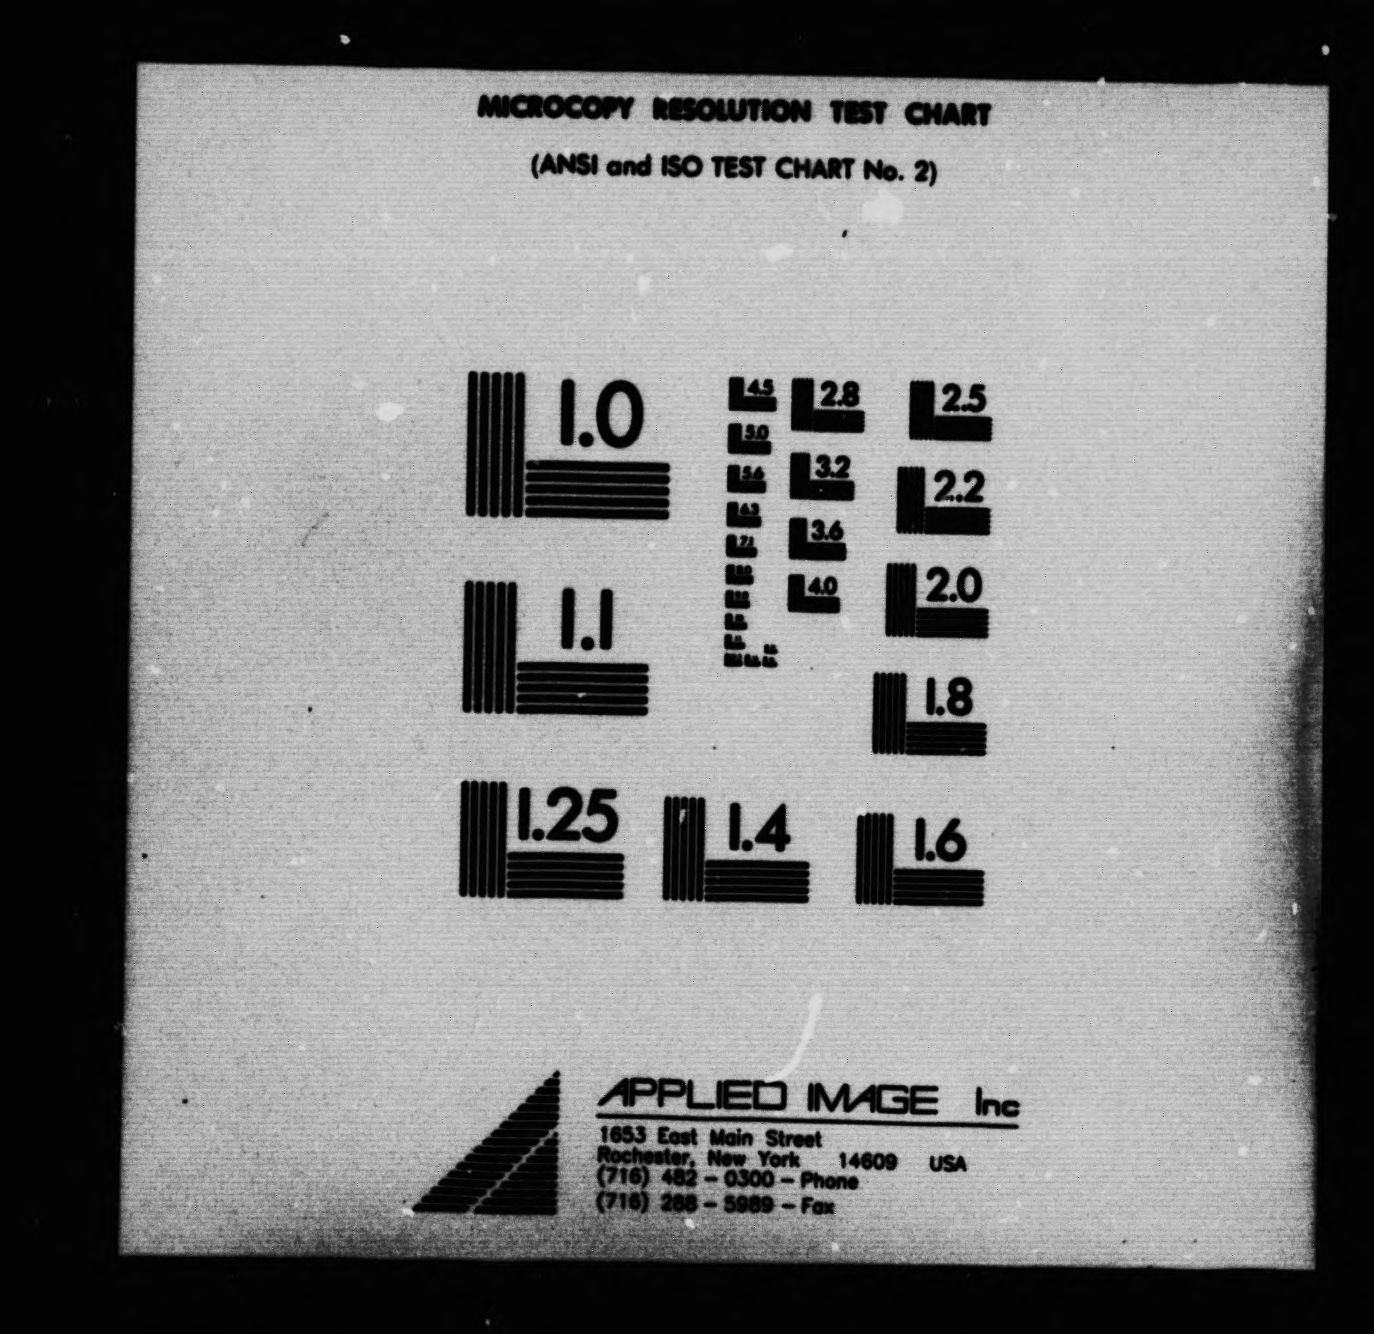 MICROCOPY RESOLUTION TEST CHART
(ANSI and ISO TEST CHART No. 2)
1.0
1.1
1.25
1.4
1.6
1.8
2.0
2.2
2.5
2.8
3.2
3.6
4.0
4.5
5.0
5.6
6.3
7.1
APPLIED IMAGE Inc
1653 East Main Street
Rochester, New York 14609 USA
(716) 482 - 0300 - Phone
(716) 288 - 5989 - Fax